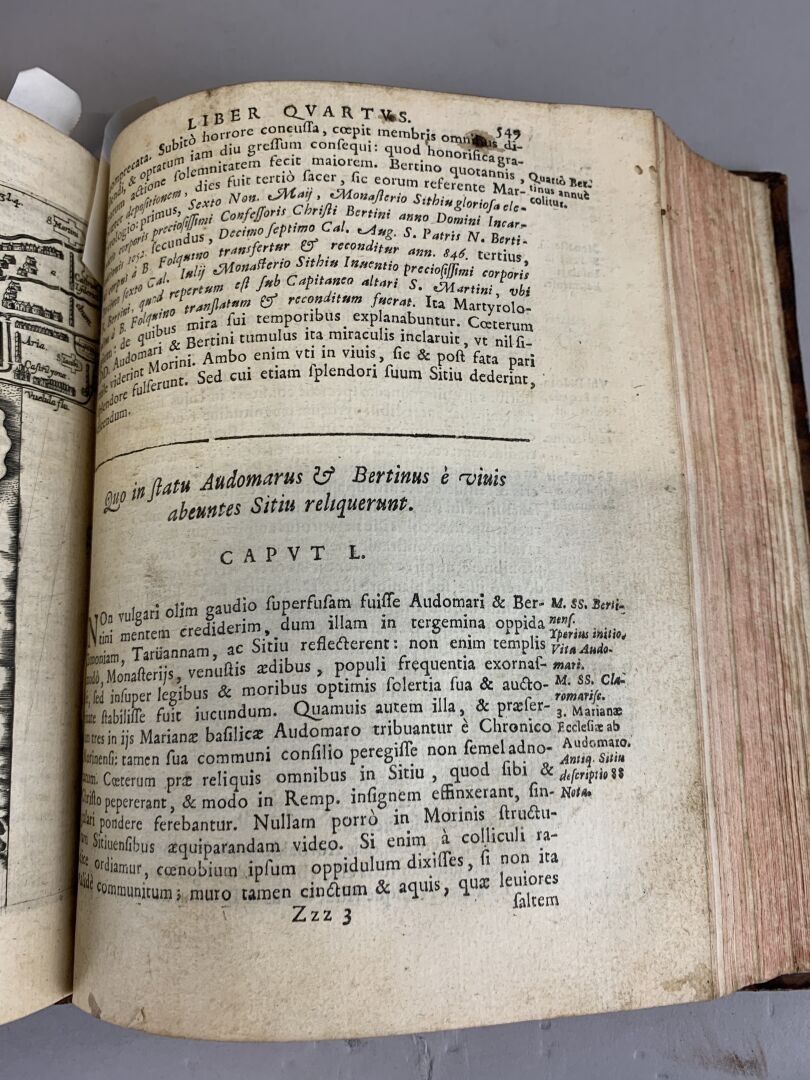 LIBER QVARTVS.
549
precata. Subitò horrore concussa, cœpit membris omnibus di-
& optatum iam diu gressum consequi: quod honorifica gra-
actione solemnitatem fecit maiorem. Bertino quotannis,
depositionem, dies fuit tertiò sacer, sic eorum referente Mar-
ologio: primus, Sexto Non. Maij, Monasterio Sithiu gloriosa ele-
corporis preciosissimi Confessoris Christi Bertini anno Domini Incar-
1052. secundus, Decimo septimo Cal. Aug. S. Patris N. Berti-
à B. Folquino transfertur & reconditur ann. 846. tertius,
sexto Cal. Iulij Monasterio Sithiu Inuentio preciosissimi corporis
Bertini, quod repertum est sub Capitaneo altari S. Martini, vbi
à B. Folquino translatum & reconditum fuerat. Ita Martyrolo-
de quibus mira sui temporibus explanabuntur. Cœterum
DD. Audomari & Bertini tumulus ita miraculis inclaruit, vt nil si-
viderint Morini. Ambo enim vti in viuis, sic & post fata pari
fulserunt. Sed cui etiam splendori suum Sitiu dederint,
Quotiò Ber-
tinus annuè
colitur.
Quo in statu Audomarus & Bertinus è viuis
abeuntes Sitiu reliquerunt.
CAPVT L.
NOn vulgari olim gaudio superfusam fuisse Audomari & Ber-
tini mentem crediderim, dum illam in tergemina oppida
Taruannam, ac Sitiu reflecterent: non enim templis
modò, Monasterijs, venustis ædibus, populi frequentia exornas-
sed insuper legibus & moribus optimis solertia sua & aucto-
stabilisse fuit iucundum. Quamuis autem illa, & præser-
tres in ijs Marianæ basilicæ Audomaro tribuantur è Chronico
tamen sua communi consilio peregisse non semel adno-
Cœterum præ reliquis omnibus in Sitiu, quod sibi &
Christo pepererant, & modo in Remp. insignem effinxerant, sin-
pondere ferebantur. Nullam porrò in Morinis structu-
Sitiuensibus æquiparandam video. Si enim à colliculi ra-
ordiamur, cœnobium ipsum oppidulum dixisses, si non ita
communitum; muro tamen cinctum & aquis, quæ leuiores
saltem
M. SS. Berti-
nens.
Yperius initio.
Vita Audo-
mari.
M. SS. Cla-
romarisc.
3. Marianæ
Ecclesiæ ab
Audomaro.
Antiq. Sitiu
descriptio 88
Nota.
Zzz 3
324.
S. Martini
Aria.